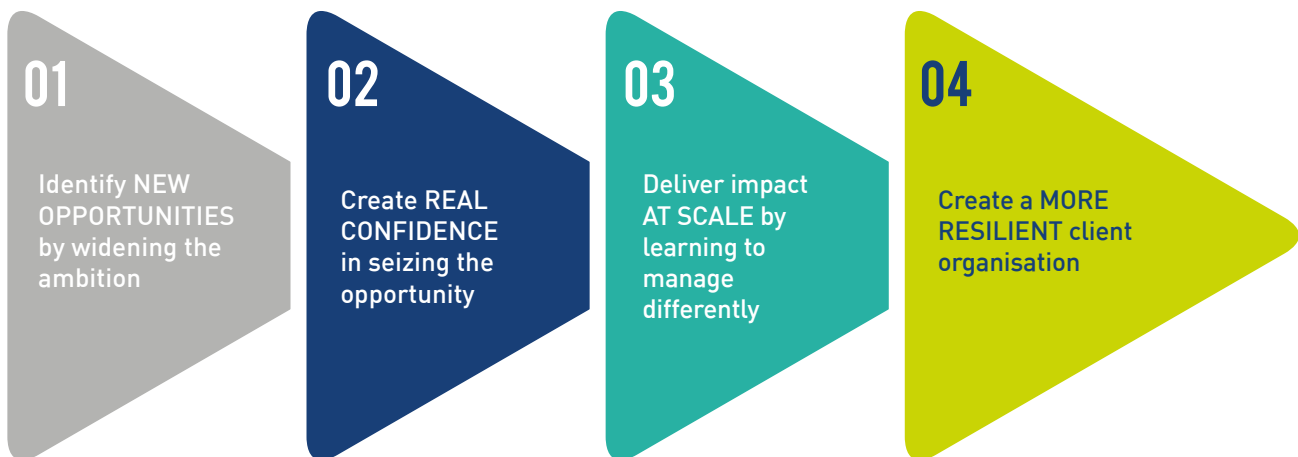 01
Identify NEW
OPPORTUNITIES
by widening the
ambition
02
Create REAL
CONFIDENCE
in seizing the
opportunity
03
Deliver impact
AT SCALE by
learning to
manage
differently
04
Create a MORE
RESILIENT client
organisation